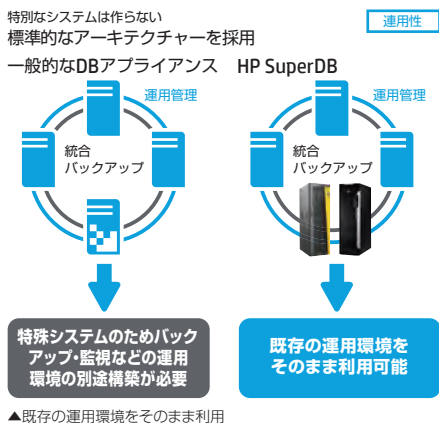 特別なシステムは作らない
標準的なアーキテクチャーを採用
運用性
一般的なDBアプライアンス
運用管理
統合
バックアップ
特殊システムのためバック
アップ・監視などの運用
環境の別途構築が必要
HP SuperDB
運用管理
統合
バックアップ
既存の運用環境を
そのまま利用可能
▲既存の運用環境をそのまま利用